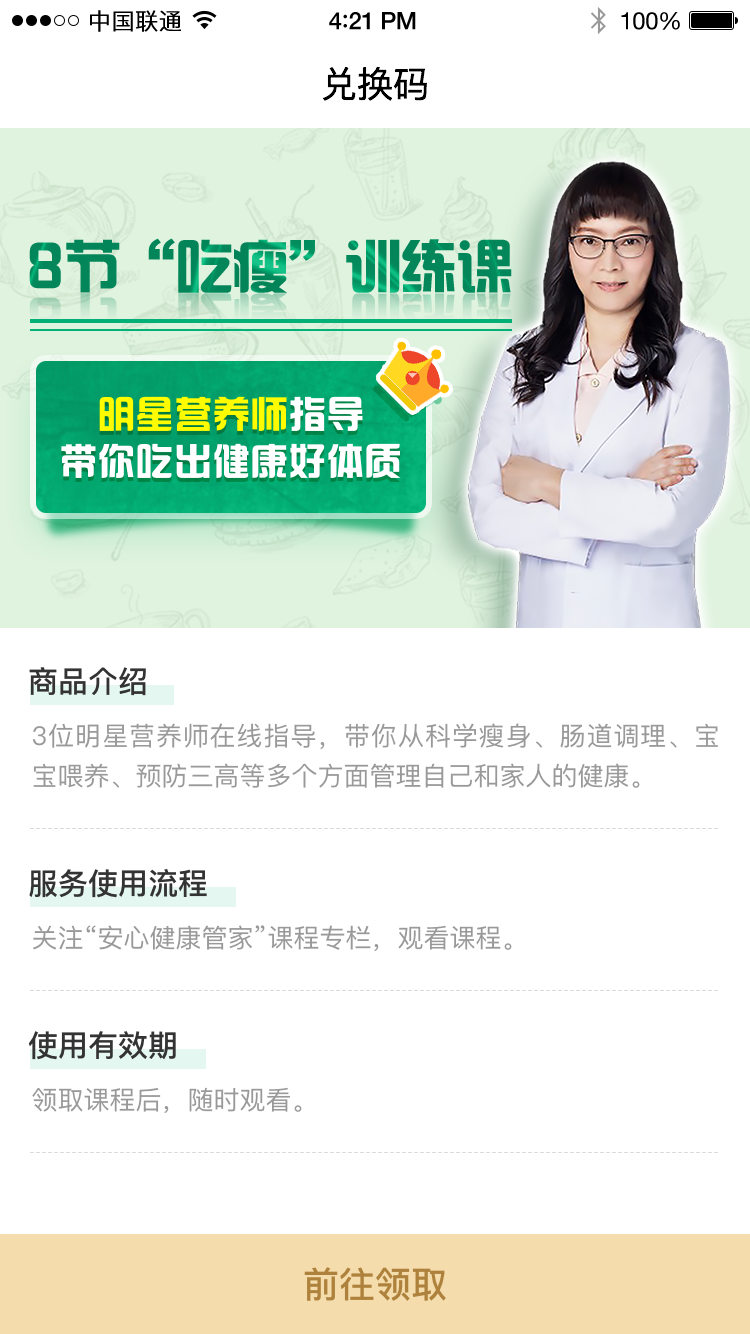 中国联通 4:21 PM 100%
兑换码
8节“吃瘦”训练课
明星营养师指导
带你吃出健康好体质
商品介绍
3位明星营养师在线指导，带你从科学瘦身、肠道调理、宝
宝喂养、预防三高等多个方面管理自己和家人的健康。
服务使用流程
关注“安心健康管家”课程专栏，观看课程。
使用有效期
领取课程后，随时观看。
前往领取